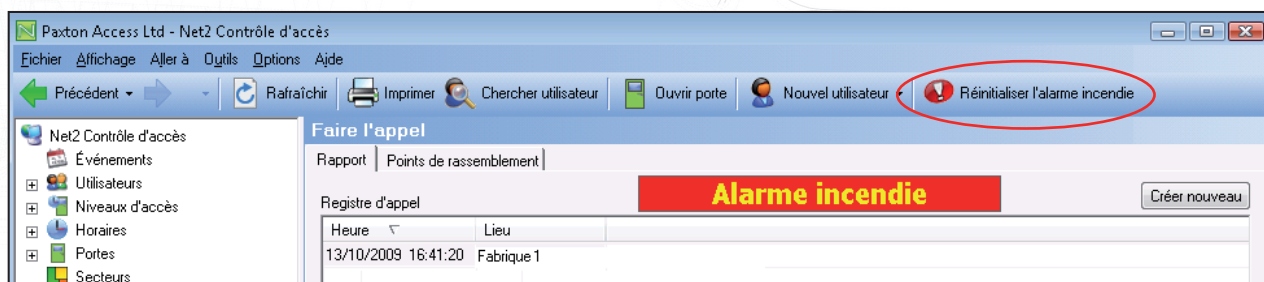 Paxton Access Ltd - Net2 Contrôle d'accès
Fichier Affichage Aller à Outils Options Aide
Précédent Rafraîchir Imprimer Chercher utilisateur Ouvrir porte Nouvel utilisateur Réinitialiser l'alarme incendie
Net2 Contrôle d'accès
Événements
Utilisateurs
Niveaux d'accès
Horaires
Portes
Secteurs
Faire l'appel
Rapport Points de rassemblement
Registre d'appel Alarme incendie Créer nouveau
Heure Lieu
13/10/2009 16:41:20 Fabrique 1